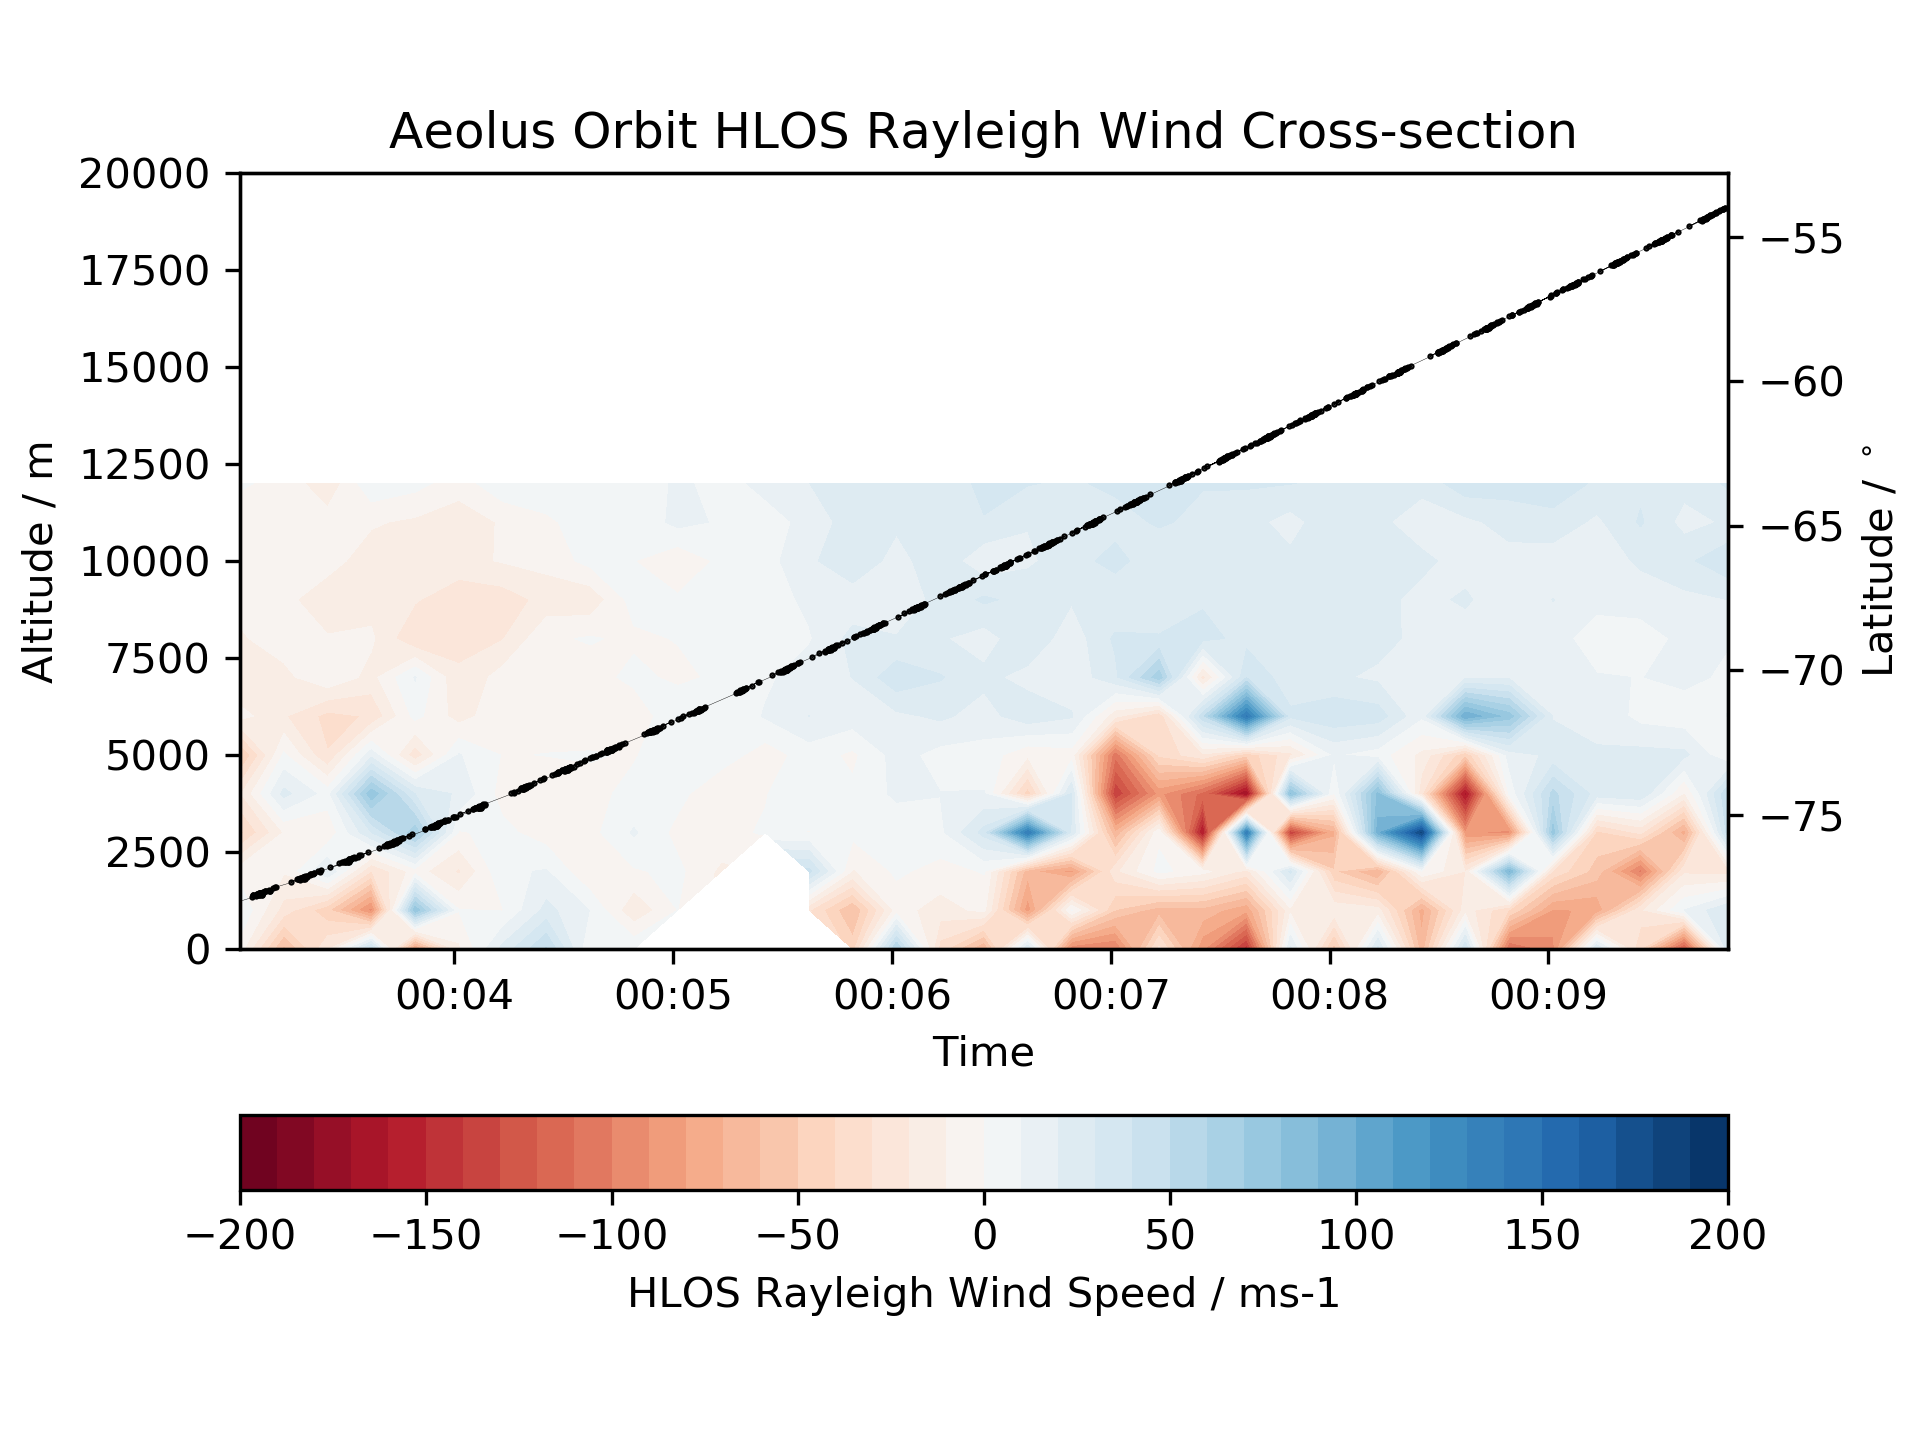 Aeolus Orbit HLOS Rayleigh Wind Cross-section
Altitude / m
20000
17500
15000
12500
10000
7500
5000
2500
0
−55
−60
−65
−70
−75
Latitude / °
00:04 00:05 00:06 00:07 00:08 00:09
Time
−200 −150 −100 −50 0 50 100 150 200
HLOS Rayleigh Wind Speed / ms-1